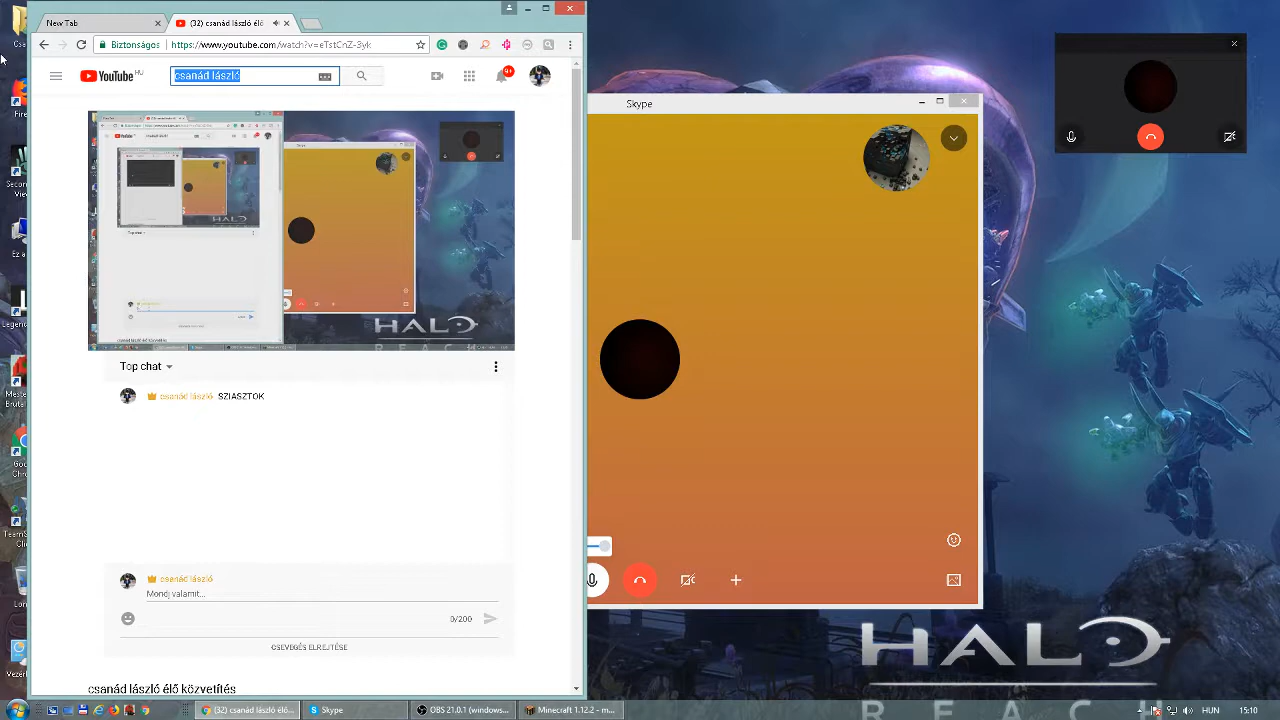 New Tab
(32) csanád lászló élő
Biztonságos
https://www.youtube.com/watch?v=eTstCnZ-3yk
YouTube HU
csanád lászló
9+
Top chat
csanád lászló SZIASZTOK
csanád lászló
Mondj valamit...
0/200
CSEVEGÉS ELREJTÉSE
csanád lászló élő közvetítés
Skype
HALO
REACH
(32) csanád lászló élő...
Skype
OBS 21.0.1 (windows...
Minecraft 1.12.2 - m...
HUN
15:10